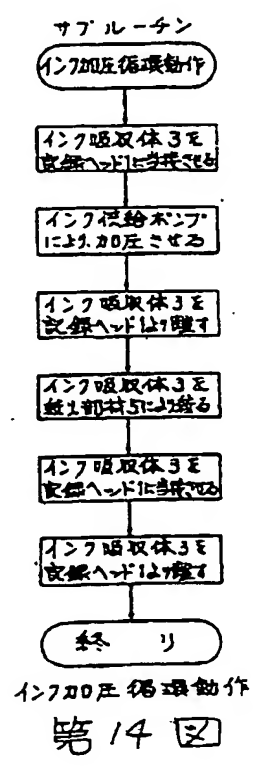 サブルーチン
インク加圧循環動作
インク吸収体3を
記録ヘッド1に当接させる
インク供給ポンプ
により、加圧させる
インク吸収体3を
記録ヘッド1より離す
インク吸収体3を
絞り部材5により絞る
インク吸収体3を
記録ヘッド1に当接させる
インク吸収体3を
記録ヘッド1より離す
終り
インク加圧循環動作
第14図